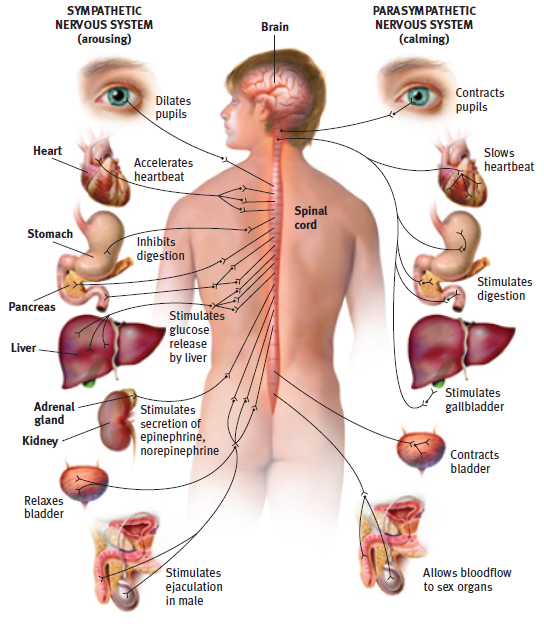 SYMPATHETIC
NERVOUS SYSTEM
(arousing)
Brain
PARASYMPATHETIC
NERVOUS SYSTEM
(calming)
Dilates
pupils
Contracts
pupils
Heart
Accelerates
heartbeat
Slows
heartbeat
Stomach
Inhibits
digestion
Spinal
cord
Pancreas
Stimulates
digestion
Liver
Stimulates
glucose
release
by liver
Stimulates
gallbladder
Adrenal
gland
Kidney
Stimulates
secretion of
epinephrine,
norepinephrine
Contracts
bladder
Relaxes
bladder
Stimulates
ejaculation
in male
Allows bloodflow
to sex organs